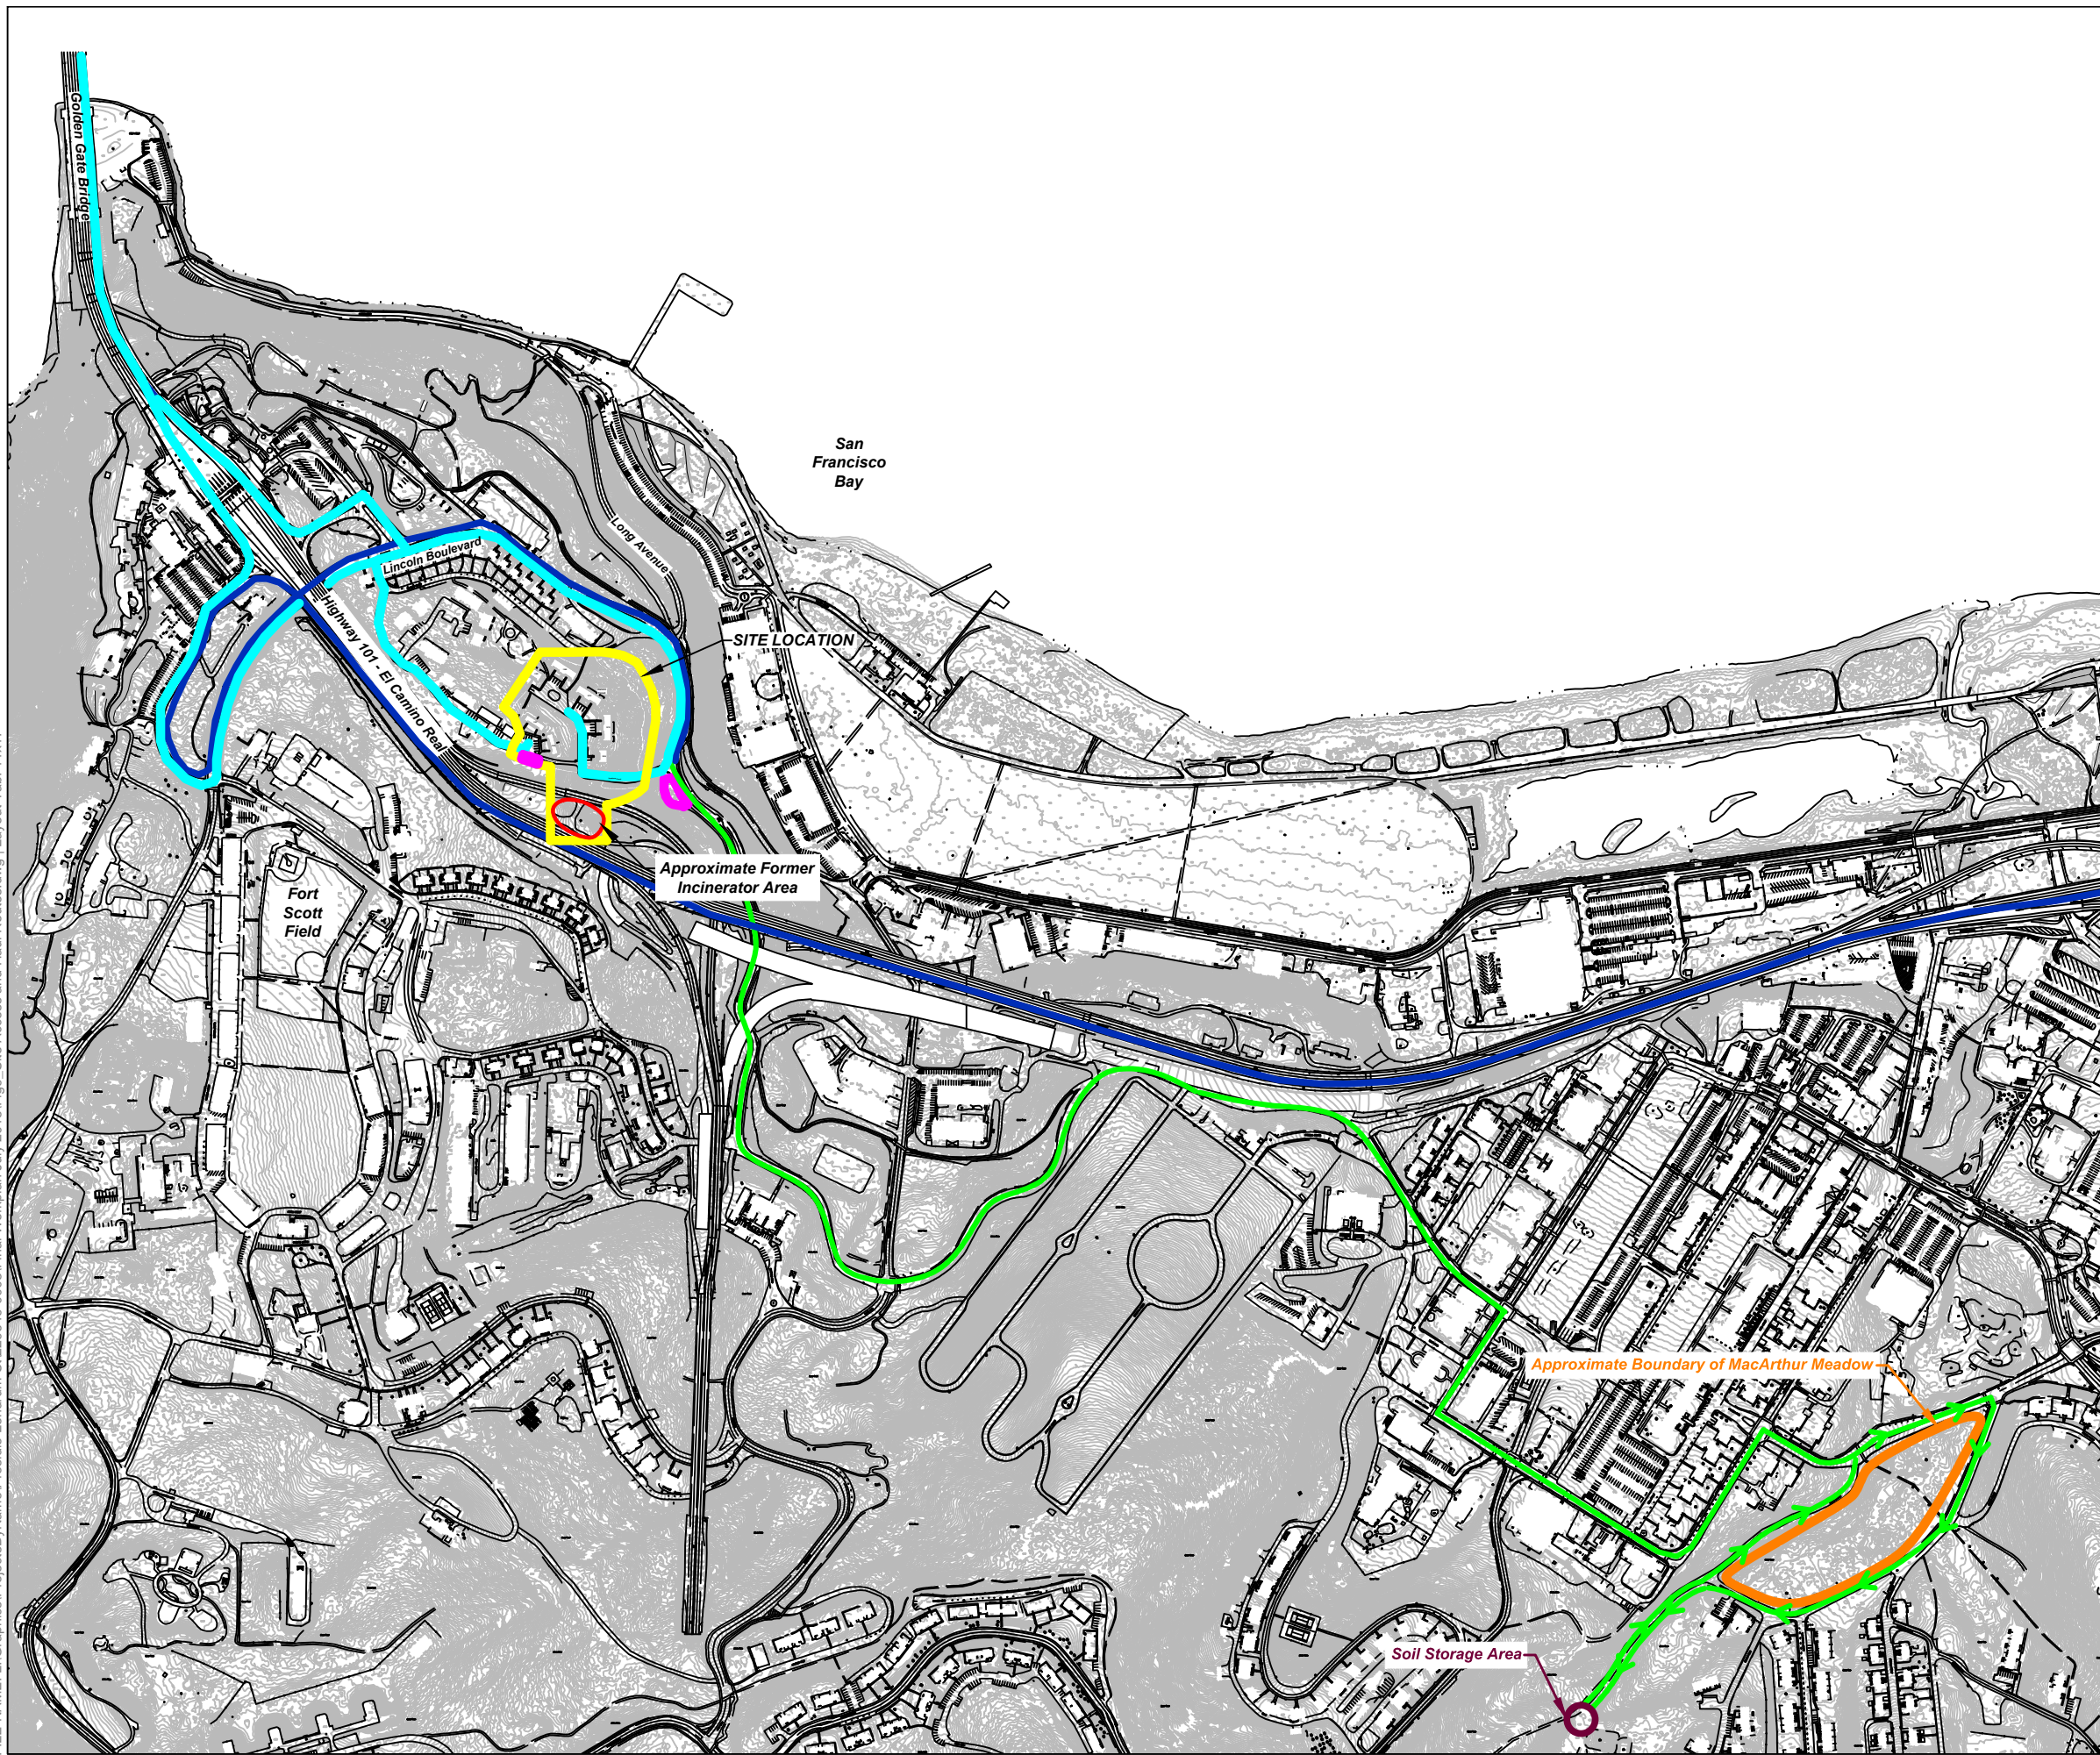 Golden Gate Bridge
San
Francisco
Bay
Long Avenue
Lincoln Boulevard
SITE LOCATION
Highway 101 - El Camino Real
Approximate Former
Incinerator Area
Fort
Scott
Field
Approximate Boundary of MacArthur Meadow
Soil Storage Area